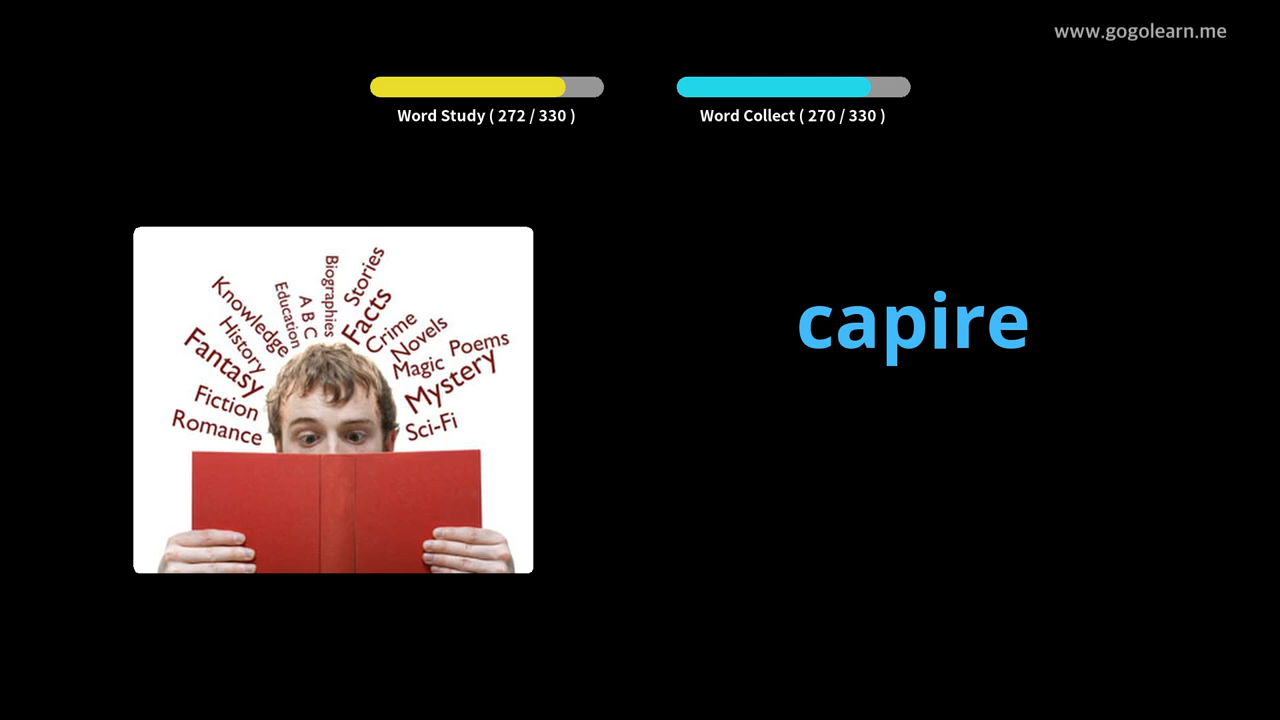 www.gogolearn.me
Word Study ( 272 / 330 )
Word Collect ( 270 / 330 )
capire
Knowledge
Education
A B C
Biographies
Stories
Facts
Crime
Novels
Poems
Magic
Mystery
Sci-Fi
History
Fantasy
Fiction
Romance